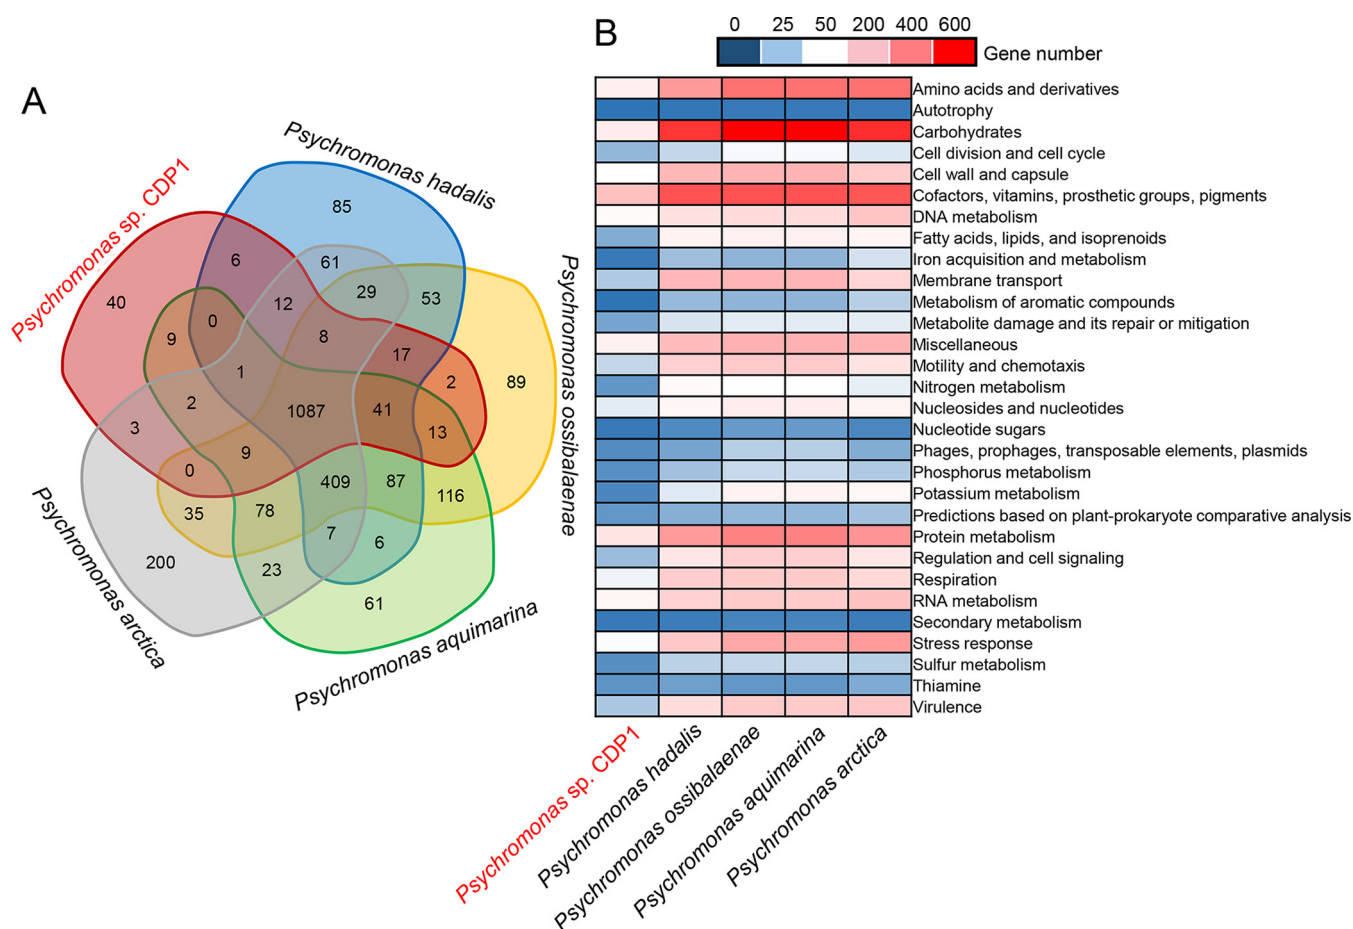 A
Psychromonas sp. CDP1
Psychromonas hadalis
Psychromonas ossibalaenae
Psychromonas aquimarina
Psychromonas arctica
85
61
6
40
12
29
53
9
0
8
17
2
89
1
2
1087
41
13
3
9
0
409
87
116
35
78
7
6
200
23
61
B
0 25 50 200 400 600
Gene number
Amino acids and derivatives
Autotrophy
Carbohydrates
Cell division and cell cycle
Cell wall and capsule
Cofactors, vitamins, prosthetic groups, pigments
DNA metabolism
Fatty acids, lipids, and isoprenoids
Iron acquisition and metabolism
Membrane transport
Metabolism of aromatic compounds
Metabolite damage and its repair or mitigation
Miscellaneous
Motility and chemotaxis
Nitrogen metabolism
Nucleosides and nucleotides
Nucleotide sugars
Phages, prophages, transposable elements, plasmids
Phosphorus metabolism
Potassium metabolism
Predictions based on plant-prokaryote comparative analysis
Protein metabolism
Regulation and cell signaling
Respiration
RNA metabolism
Secondary metabolism
Stress response
Sulfur metabolism
Thiamine
Virulence
Psychromonas sp. CDP1
Psychromonas hadalis
Psychromonas ossibalaenae
Psychromonas aquimarina
Psychromonas arctica